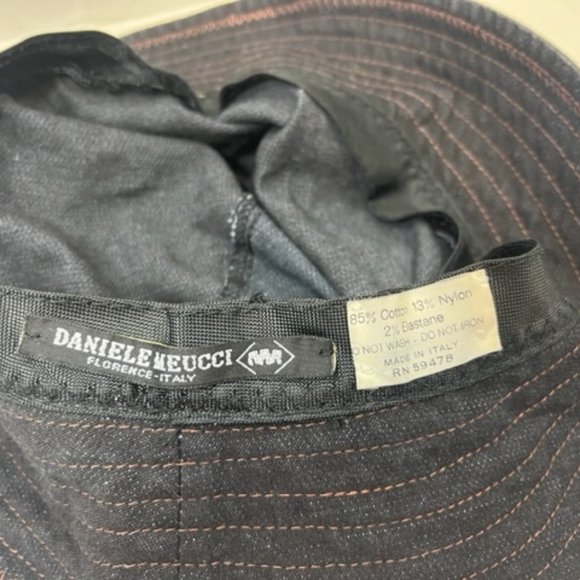 DANIELE MEUCCI
FLORENCE-ITALY
85% Cotton 13% Nylon
2% Elastane
DO NOT WASH - DO NOT IRON
MADE IN ITALY
RN 59478